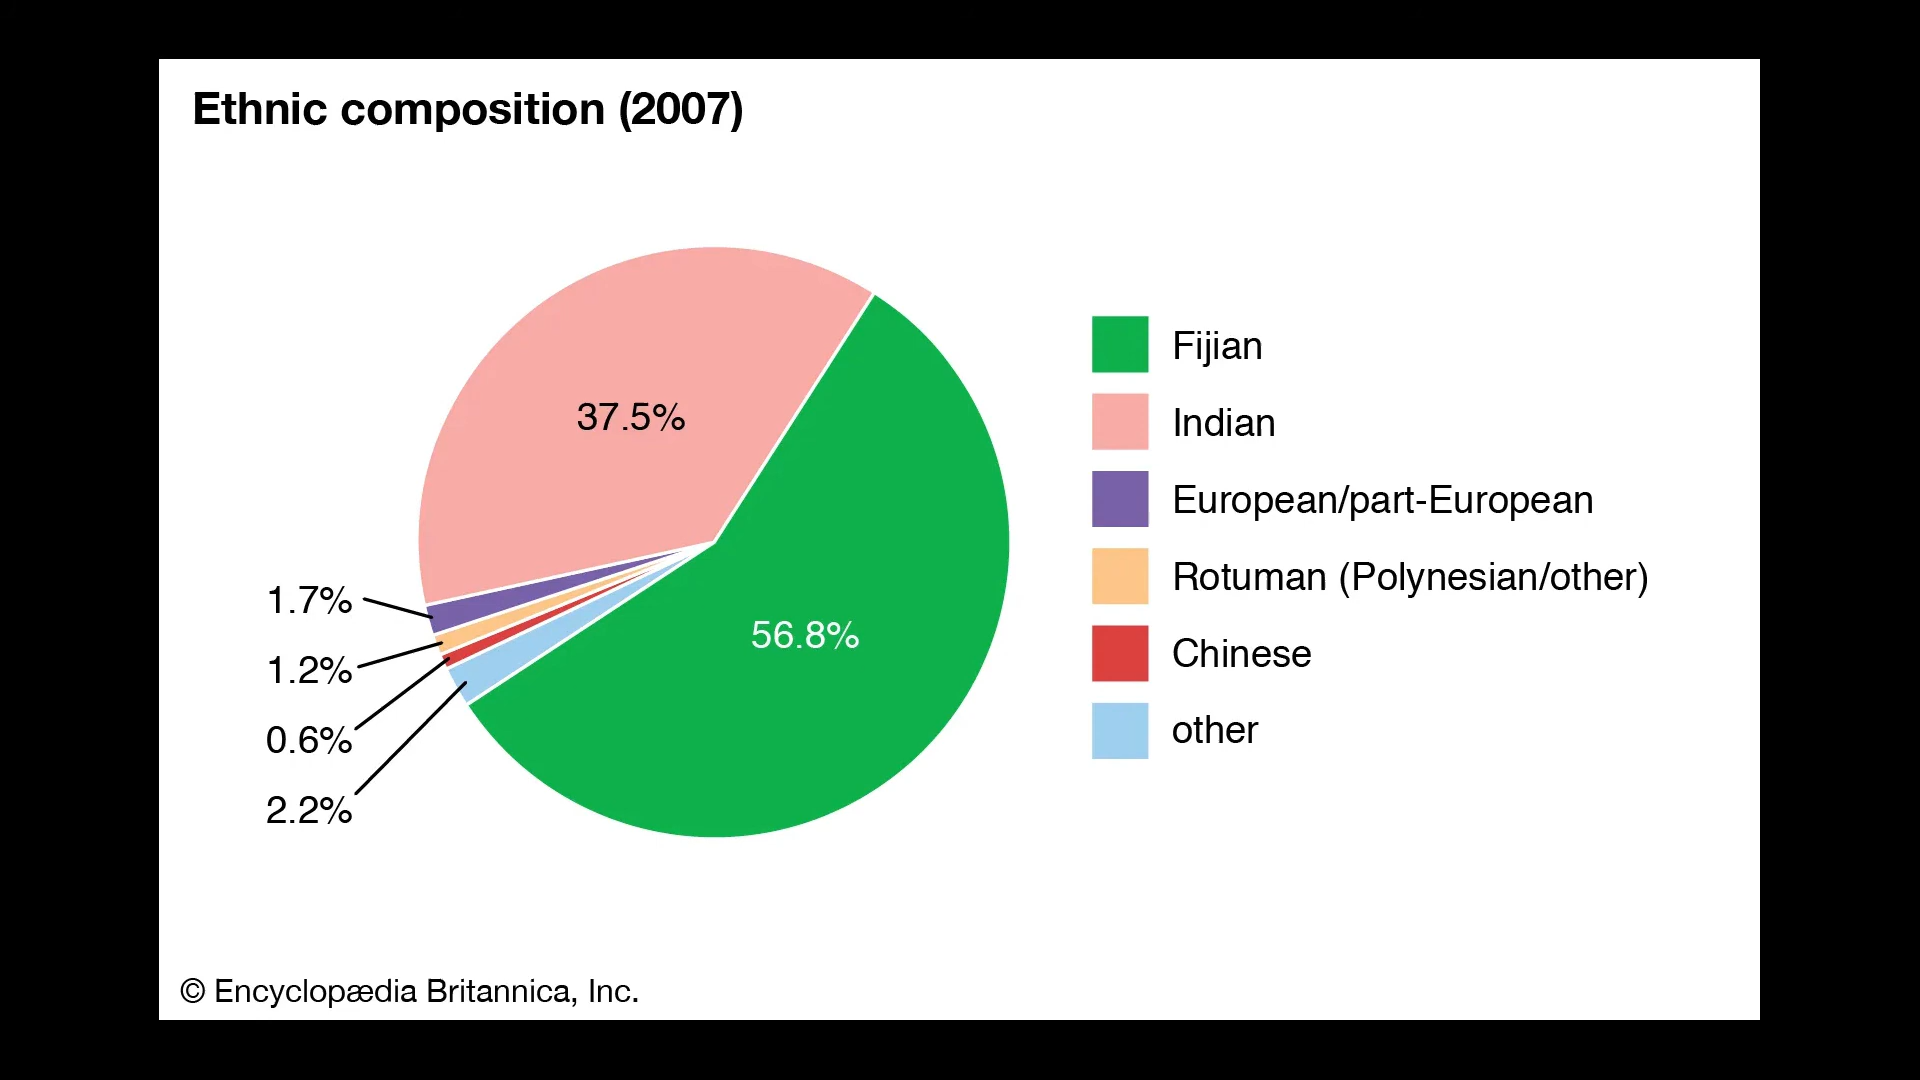 Ethnic composition (2007)
37.5%
56.8%
1.7%
1.2%
0.6%
2.2%
Fijian
Indian
European/part-European
Rotuman (Polynesian/other)
Chinese
other
© Encyclopædia Britannica, Inc.